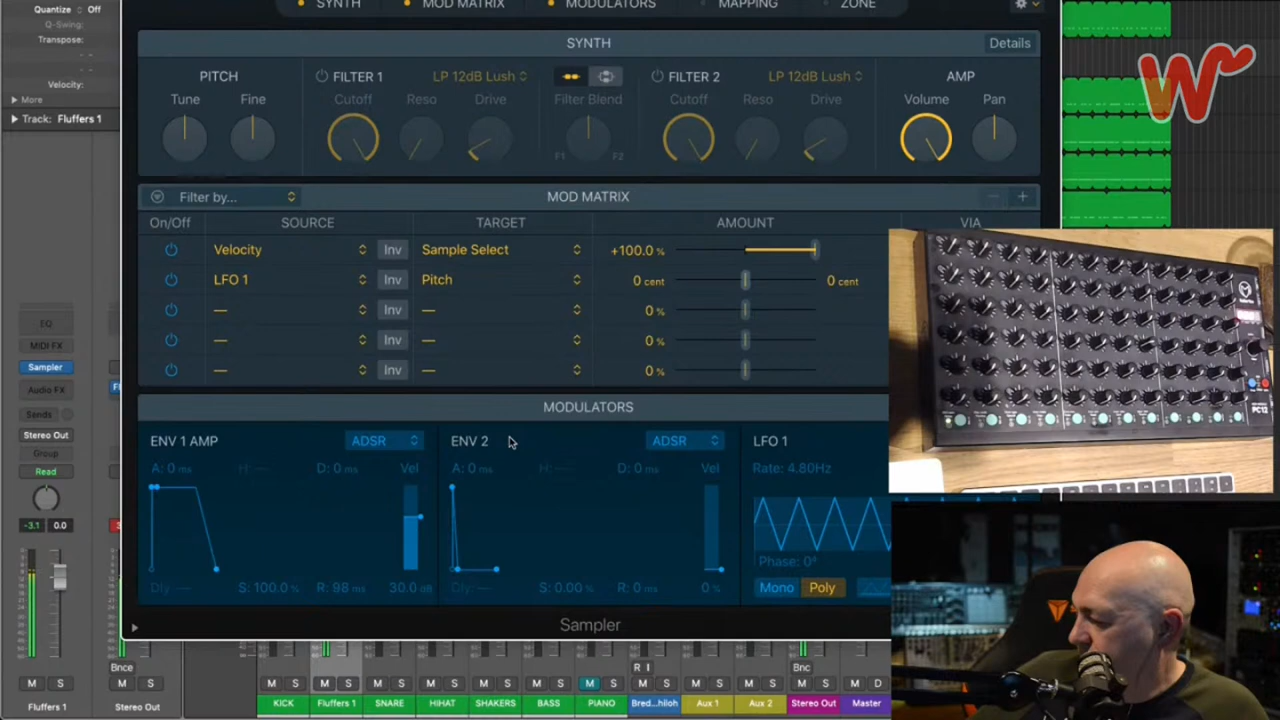 Quantize Off
Q-Swing:
Transpose:
Velocity:
More
Track: Fluffers 1
SYNTH MOD MATRIX MODULATORS MAPPING ZONE
SYNTH Details
PITCH FILTER 1 LP 12dB Lush FILTER 2 LP 12dB Lush AMP
Tune Fine Cutoff Reso Drive Filter Blend Cutoff Reso Drive Volume Pan
F1 F2
Filter by... MOD MATRIX
On/Off SOURCE TARGET AMOUNT VIA
Velocity Inv Sample Select +100.0 %
LFO 1 Inv Pitch 0 cent 0 cent
— Inv — 0 %
— Inv — 0 %
— Inv — 0 %
MODULATORS
ENV 1 AMP ADSR ENV 2 ADSR LFO 1
A: 0 ms H: — D: 0 ms Vel A: 0 ms H: — D: 0 ms Vel Rate: 4.80Hz
Phase: 0°
Dly: — S: 100.0 % R: 98 ms 30.0 dB Dly: — S: 0.00 % R: 0 ms 0 % Mono Poly
Sampler
EQ
MIDI FX
Sampler
Audio FX
Sends
Stereo Out
Group
Read
-3.1 0.0
Bnce R I Bnc
M S M S M S M S M S M S M S M S M S M S M S M S M S M D
Fluffers 1 Stereo Out KICK Fluffers 1 SNARE HIHAT SHAKERS BASS PIANO Bred...hiloh Aux 1 Aux 2 Stereo Out Master
PC12